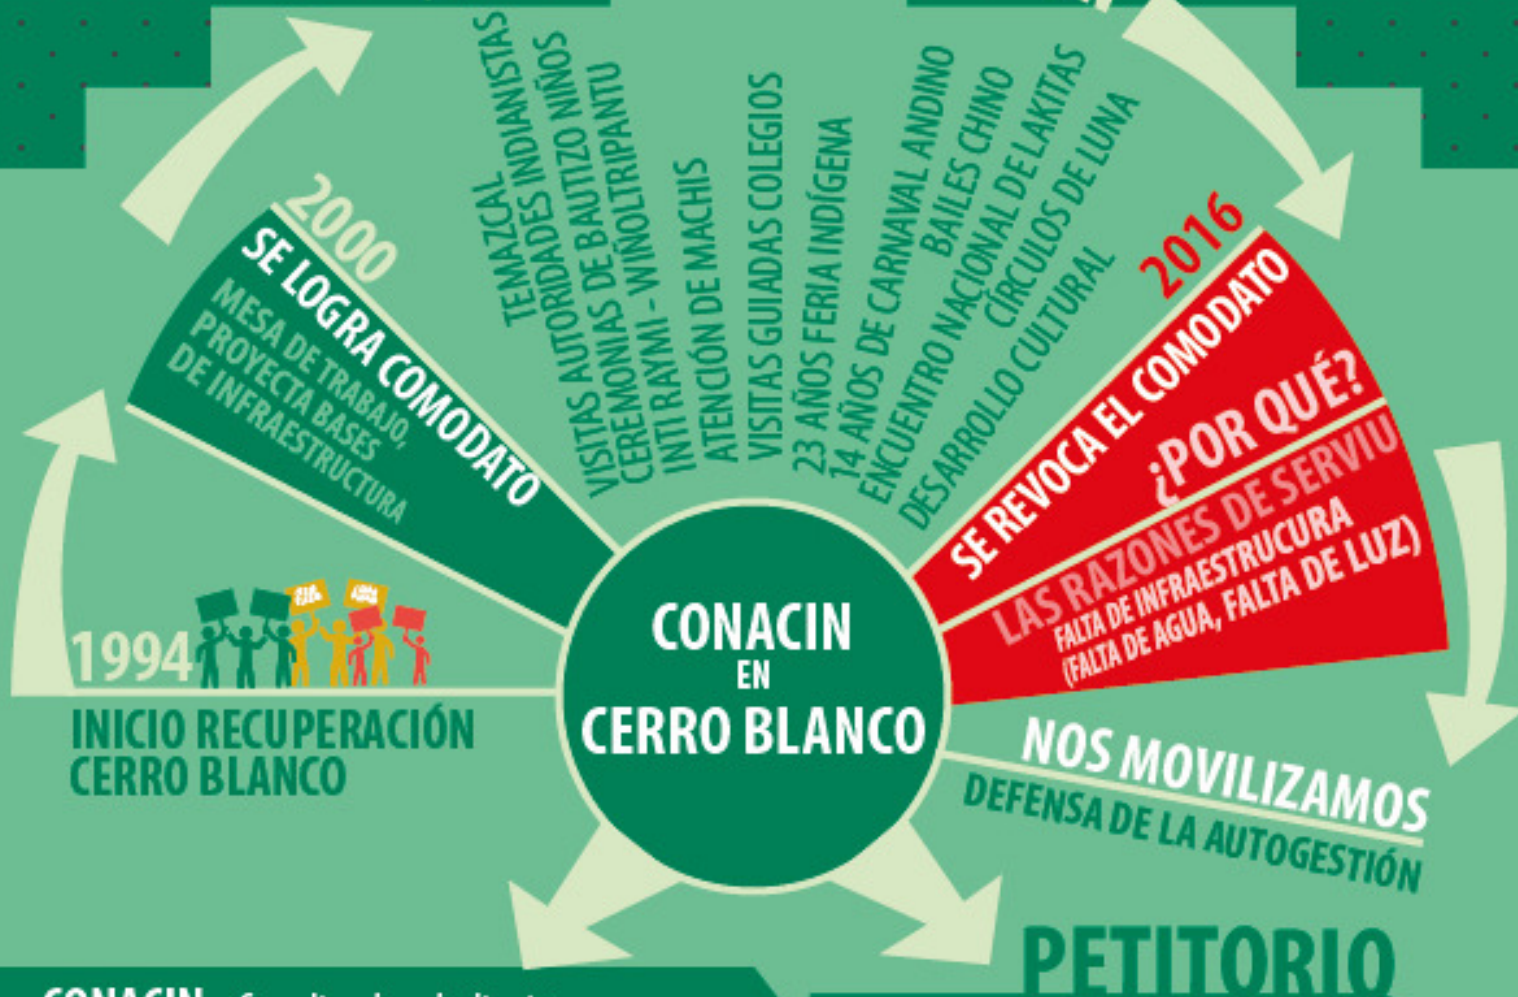 1994
INICIO RECUPERACIÓN
CERRO BLANCO
2000
SE LOGRA COMODATO
MESA DE TRABAJO,
PROYECTA BASES
DE INFRAESTRUCTURA
TEMAZCAL
VISITAS AUTORIDADES INDIANISTAS
CEREMONIAS DE BAUTIZO NIÑOS
INTI RAYMI - WIÑOLTRIPANTU
ATENCIÓN DE MACHIS
VISITAS GUIADAS COLEGIOS
23 AÑOS FERIA INDÍGENA
14 AÑOS DE CARNAVAL ANDINO
BAILES CHINO
ENCUENTRO NACIONAL DE LAKITAS
CÍRCULOS DE LUNA
DESARROLLO CULTURAL
2016
SE REVOCA EL COMODATO
¿POR QUÉ?
LAS RAZONES DE SERVIU
FALTA DE INFRAESTRUCURA
(FALTA DE AGUA, FALTA DE LUZ)
CONACIN
EN
CERRO BLANCO
NOS MOVILIZAMOS
DEFENSA DE LA AUTOGESTIÓN
PETITORIO
CONACIN